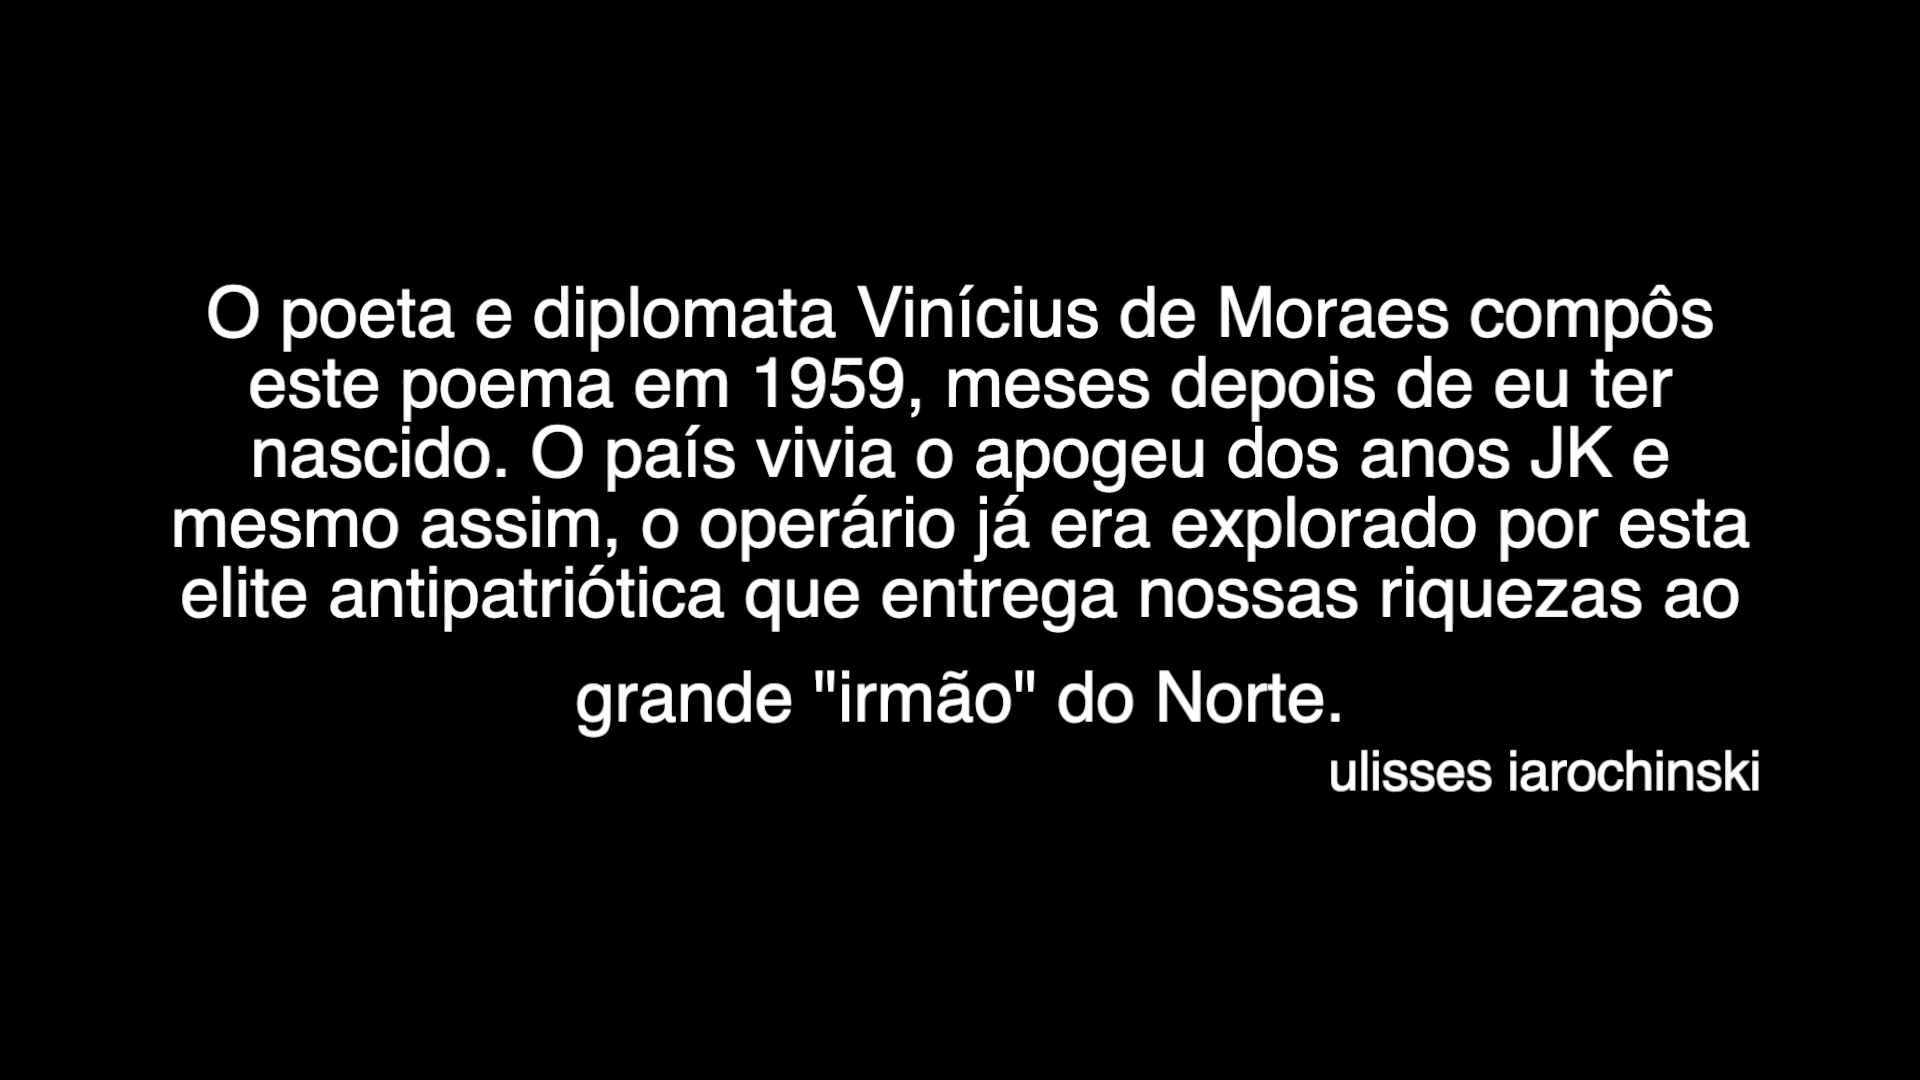 O poeta e diplomata Vinícius de Moraes compôs
este poema em 1959, meses depois de eu ter
nascido. O país vivia o apogeu dos anos JK e
mesmo assim, o operário já era explorado por esta
elite antipatriótica que entrega nossas riquezas ao
grande "irmão" do Norte.
ulisses iarochinski